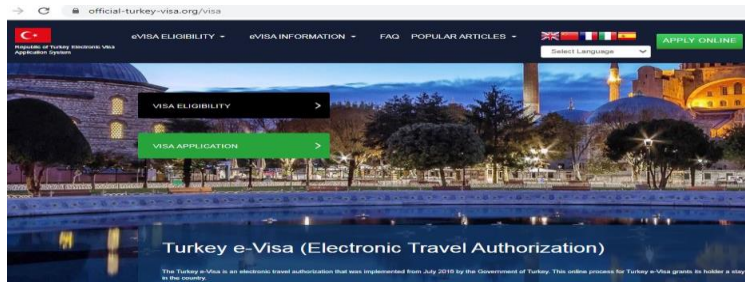 official-turkey-visa.org/visa
Republic of Turkey Electronic Visa
Application System
eVISA ELIGIBILITY
eVISA INFORMATION
FAQ
POPULAR ARTICLES
Select Language
APPLY ONLINE
VISA ELIGIBILITY >
VISA APPLICATION >
Turkey e-Visa (Electronic Travel Authorization)
The Turkey e-Visa is an electronic travel authorization that was implemented from July 2016 by the Government of Turkey. This online process for Turkey e-Visa grants its holder a stay
in the country.